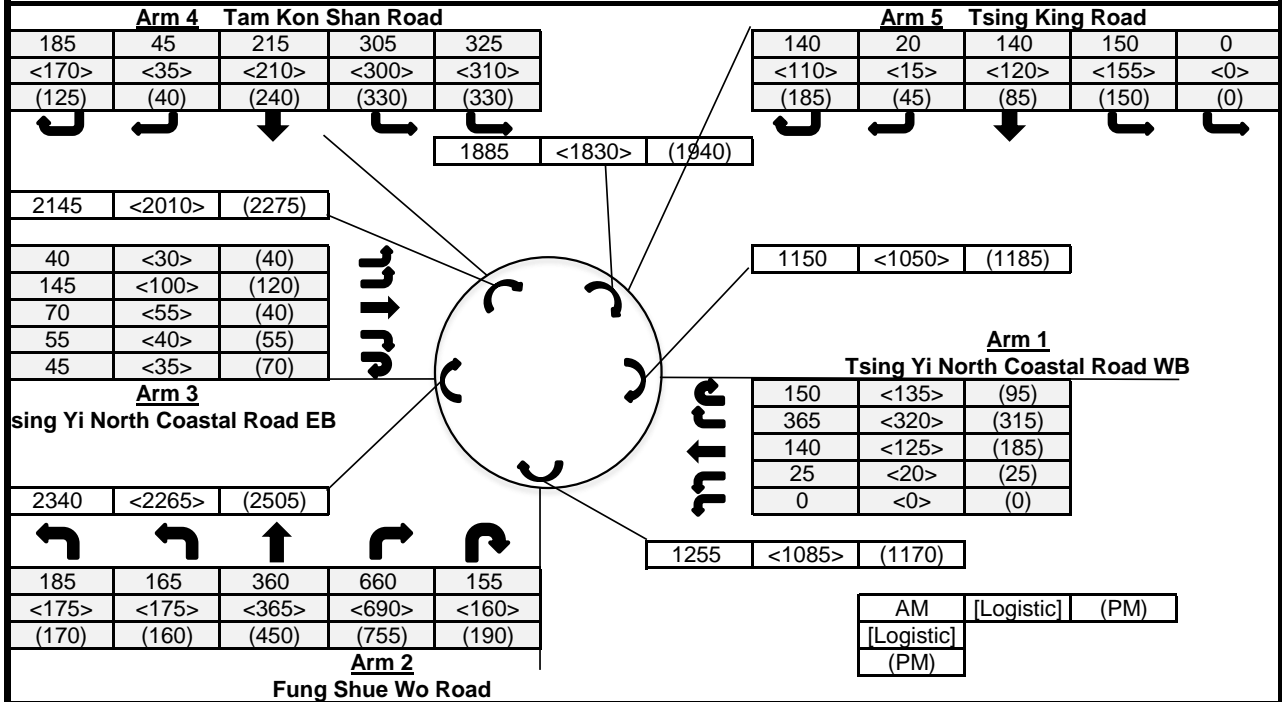 Arm 4 Tam Kon Shan Road
Arm 5 Tsing King Road
185 45 215 305 325
140 20 140 150 0
<170> <35> <210> <300> <310>
<110> <15> <120> <155> <0>
(125) (40) (240) (330) (330)
(185) (45) (85) (150) (0)
1885 <1830> (1940)
2145 <2010> (2275)
40 <30> (40)
145 <100> (120)
70 <55> (40)
55 <40> (55)
45 <35> (70)
1150 <1050> (1185)
Arm 3
sing Yi North Coastal Road EB
Arm 1
Tsing Yi North Coastal Road WB
150 <135> (95)
365 <320> (315)
140 <125> (185)
25 <20> (25)
0 <0> (0)
2340 <2265> (2505)
1255 <1085> (1170)
185 165 360 660 155
<175> <175> <365> <690> <160>
(170) (160) (450) (755) (190)
Arm 2
Fung Shue Wo Road
AM [Logistic] (PM)
[Logistic]
(PM)